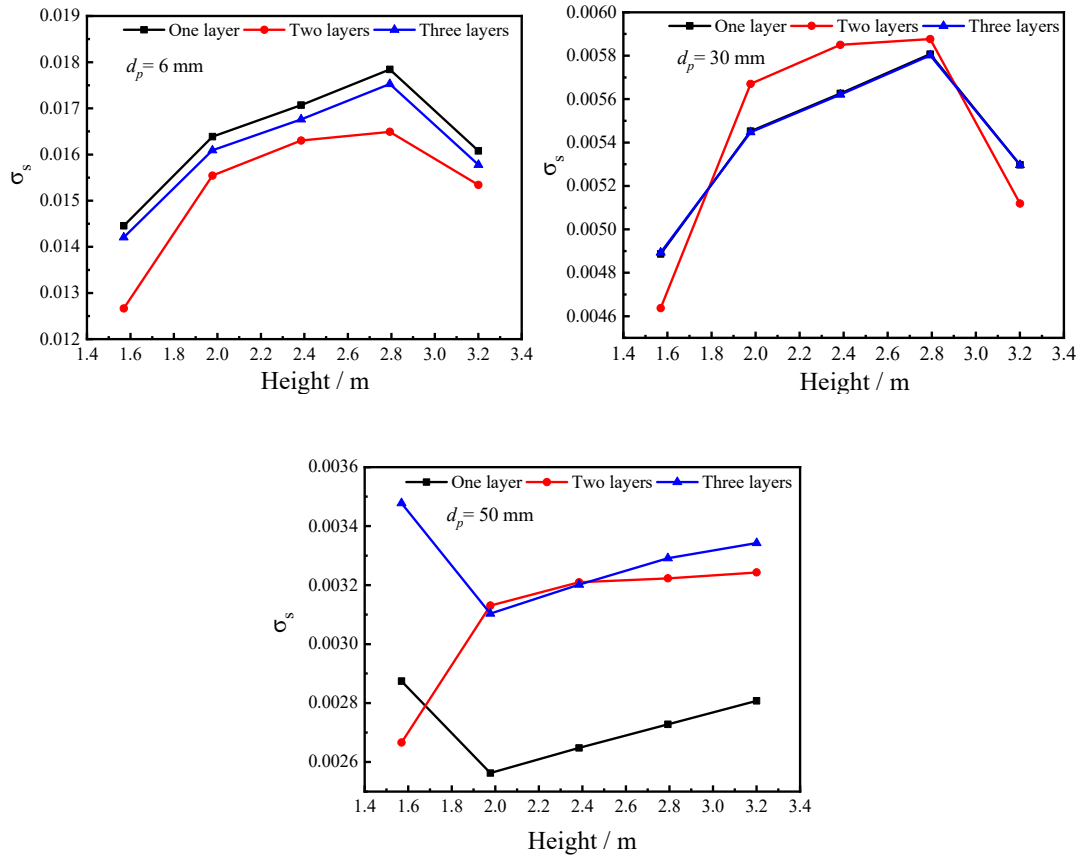 One layer Two layers Three layers
d_p= 6 mm
0.019
0.018
0.017
0.016
0.015
0.014
0.013
0.012
σ_s
1.4 1.6 1.8 2.0 2.2 2.4 2.6 2.8 3.0 3.2 3.4
Height / m
One layer Two layers Three layers
d_p= 30 mm
0.0060
0.0058
0.0056
0.0054
0.0052
0.0050
0.0048
0.0046
σ_s
1.4 1.6 1.8 2.0 2.2 2.4 2.6 2.8 3.0 3.2 3.4
Height / m
One layer Two layers Three layers
d_p= 50 mm
0.0036
0.0034
0.0032
0.0030
0.0028
0.0026
σ_s
1.4 1.6 1.8 2.0 2.2 2.4 2.6 2.8 3.0 3.2 3.4
Height / m